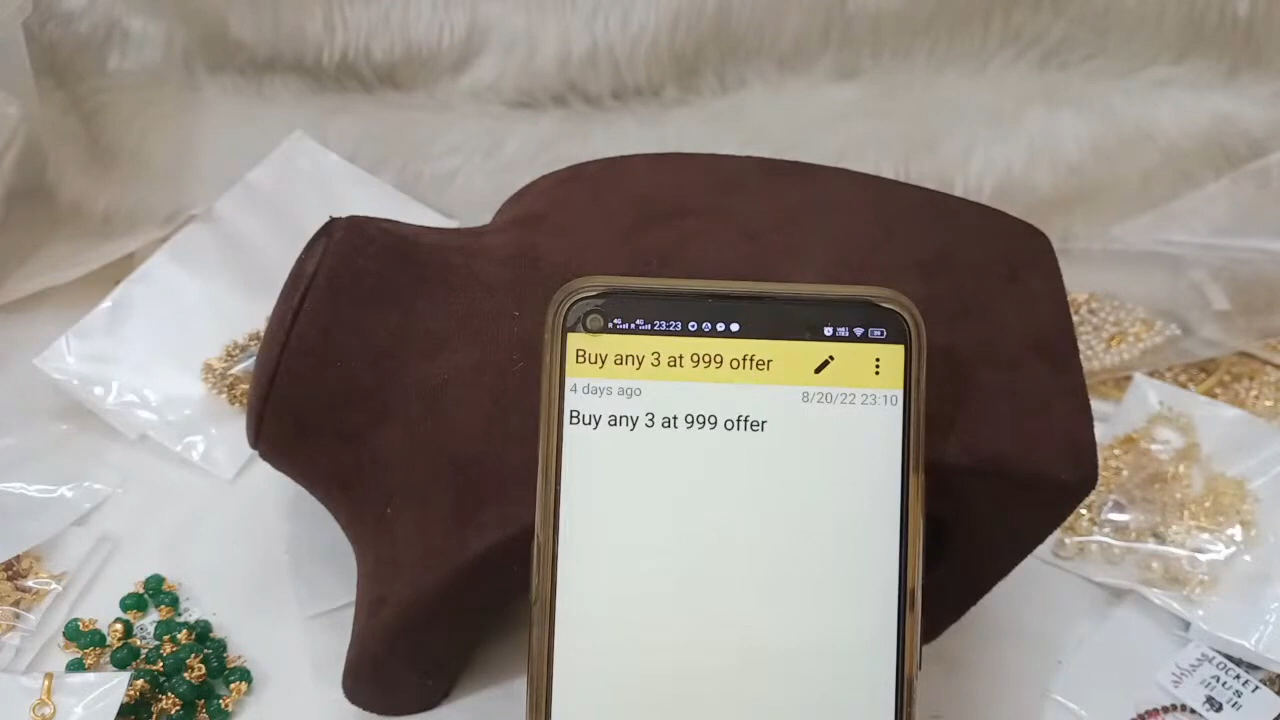 23:23
Buy any 3 at 999 offer
4 days ago
8/20/22 23:10
Buy any 3 at 999 offer
LOCKET
AUS